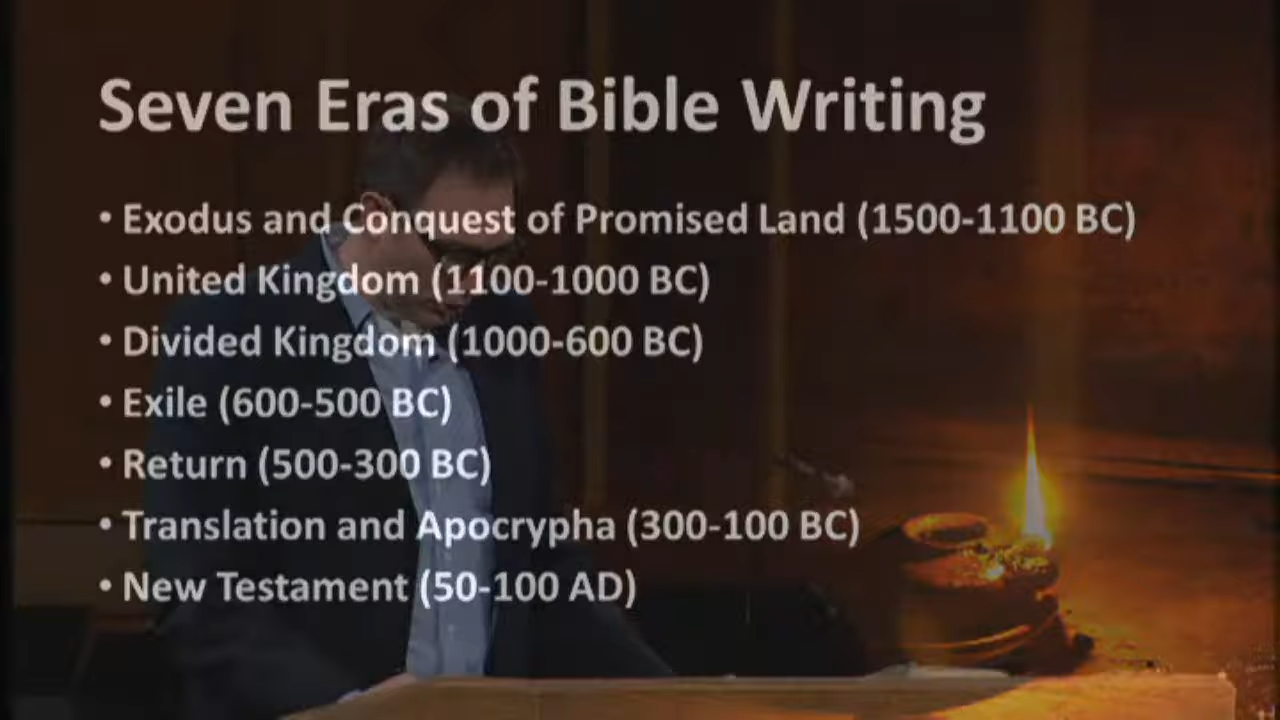 Seven Eras of Bible Writing
• Exodus and Conquest of Promised Land (1500-1100 BC)
• United Kingdom (1100-1000 BC)
• Divided Kingdom (1000-600 BC)
• Exile (600-500 BC)
• Return (500-300 BC)
• Translation and Apocrypha (300-100 BC)
• New Testament (50-100 AD)